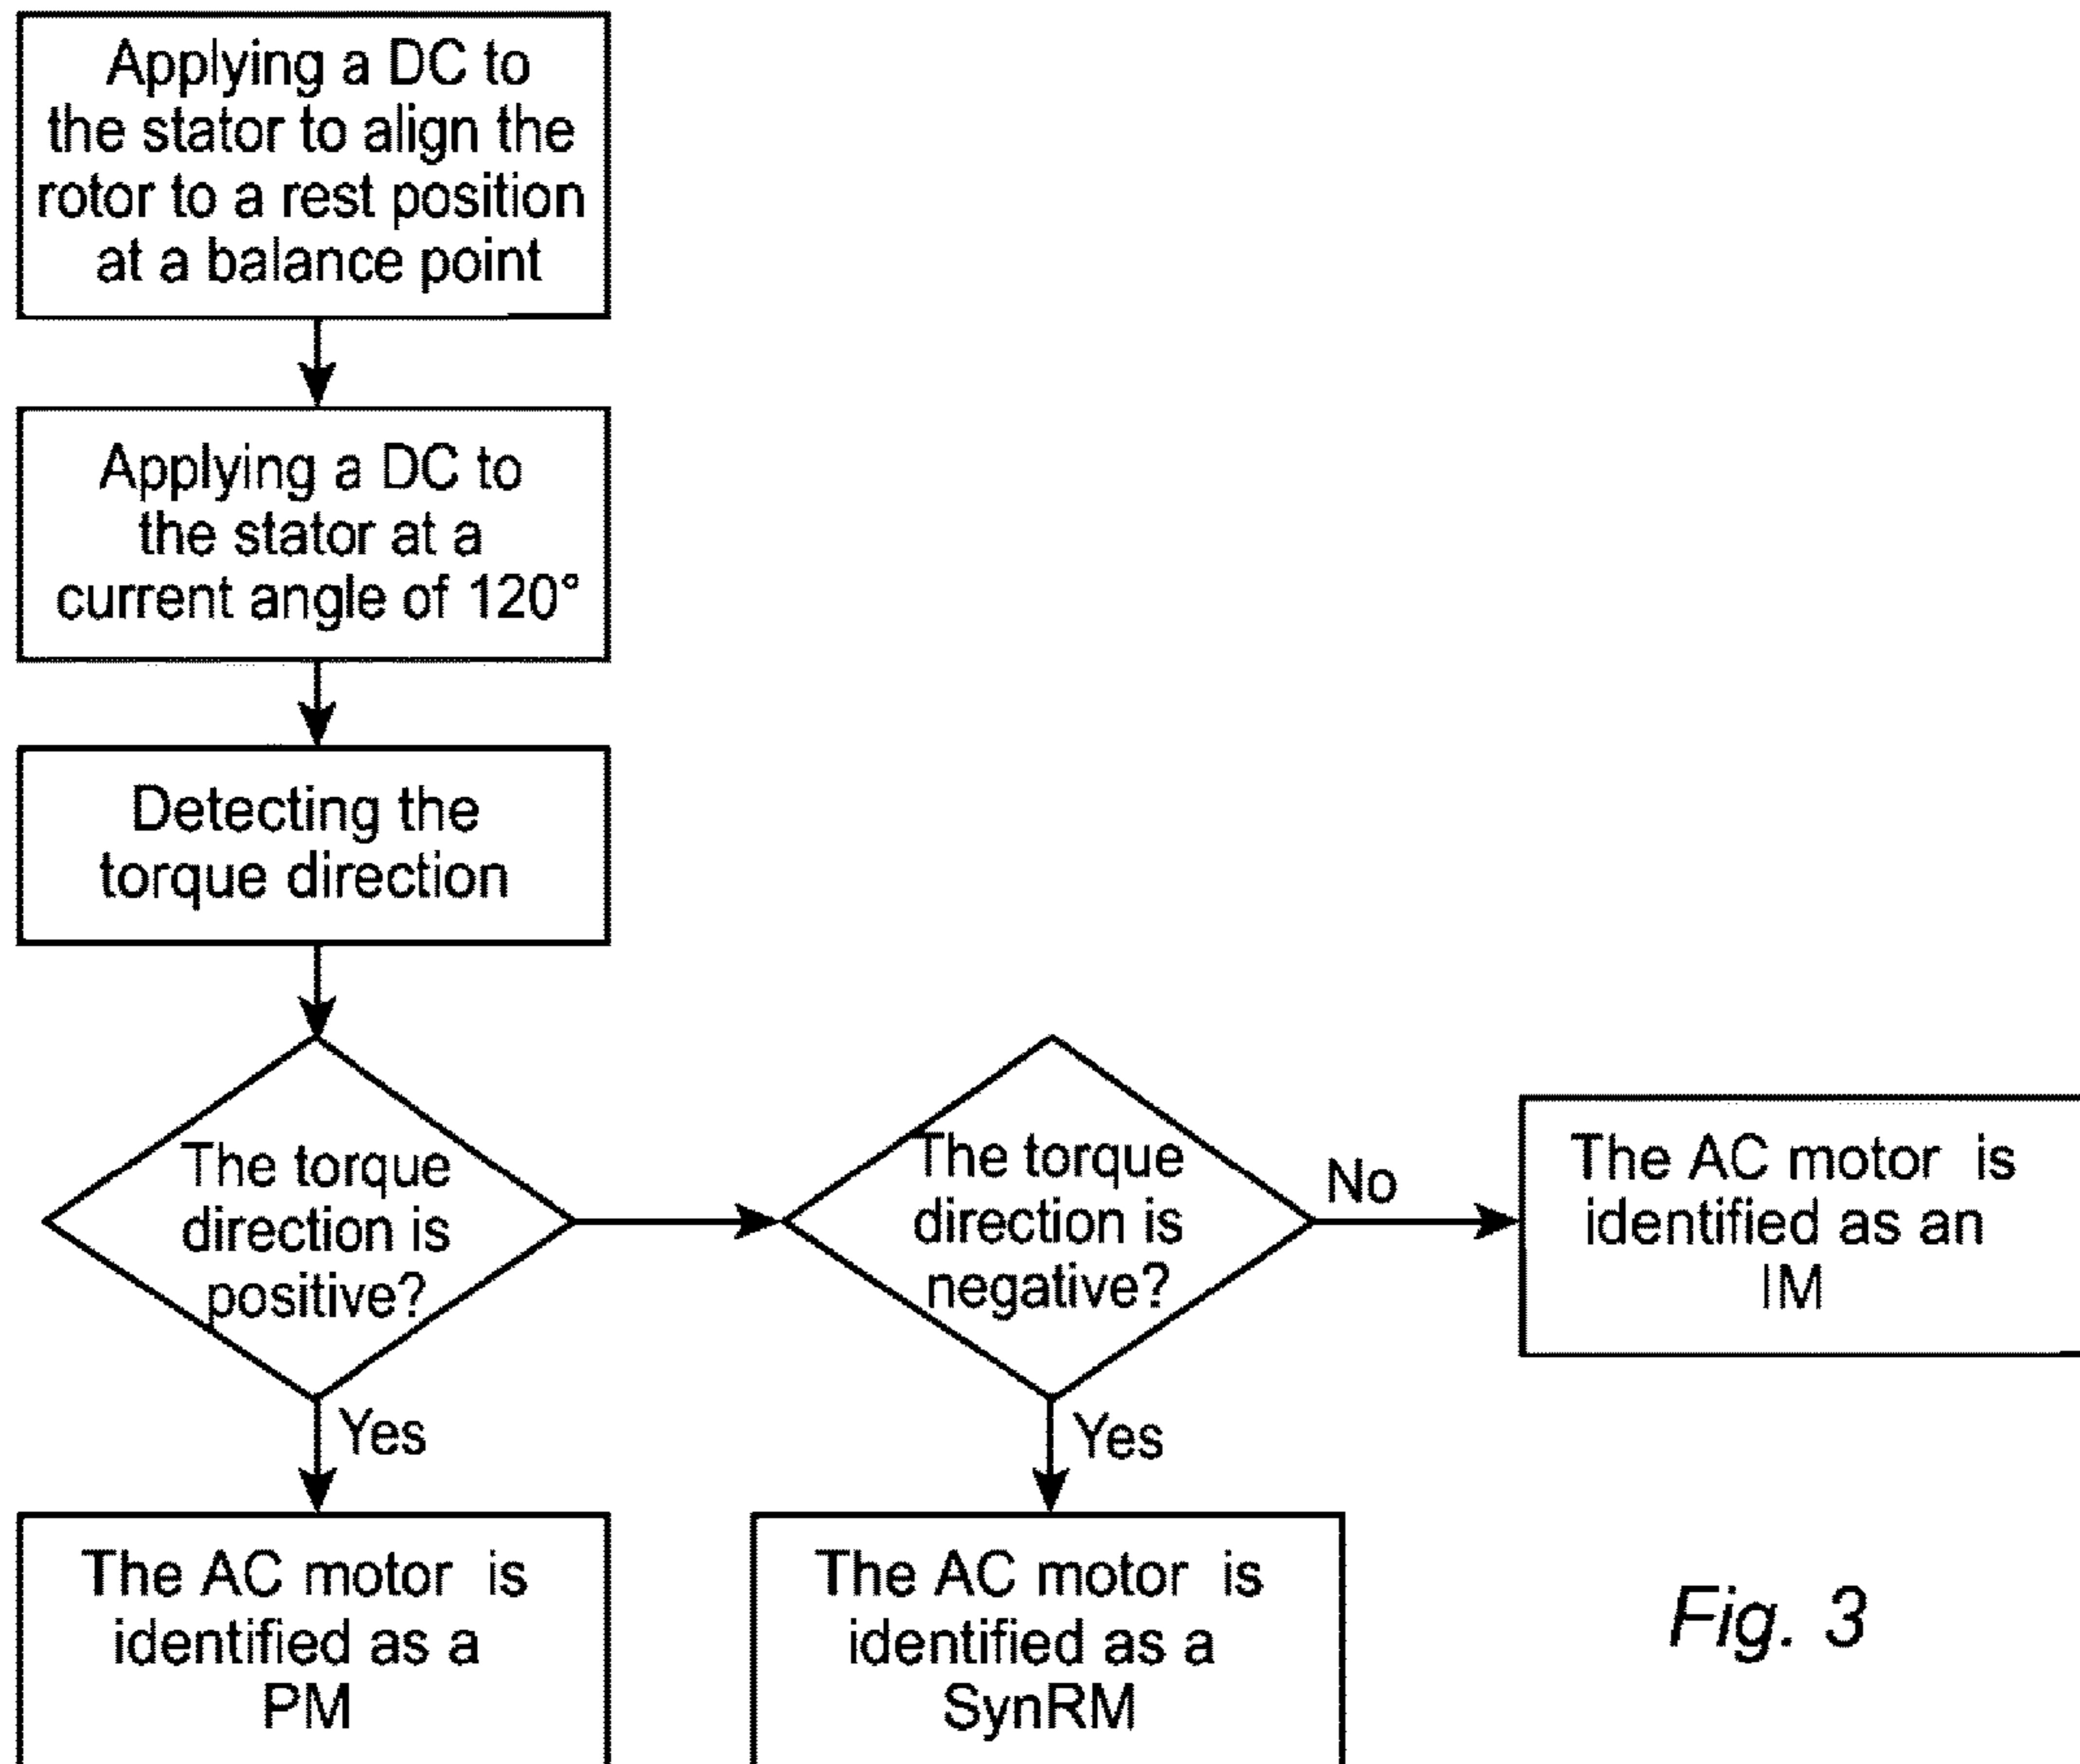 Applying a DC to
the stator to align the
rotor to a rest position
at a balance point
Applying a DC to
the stator at a
current angle of 120°
Detecting the
torque direction
The torque
direction is
positive?
Yes
The AC motor is
identified as a
PM
The torque
direction is
negative?
Yes
The AC motor is
identified as a
SynRM
No
The AC motor is
identified as an
IM
Fig. 3